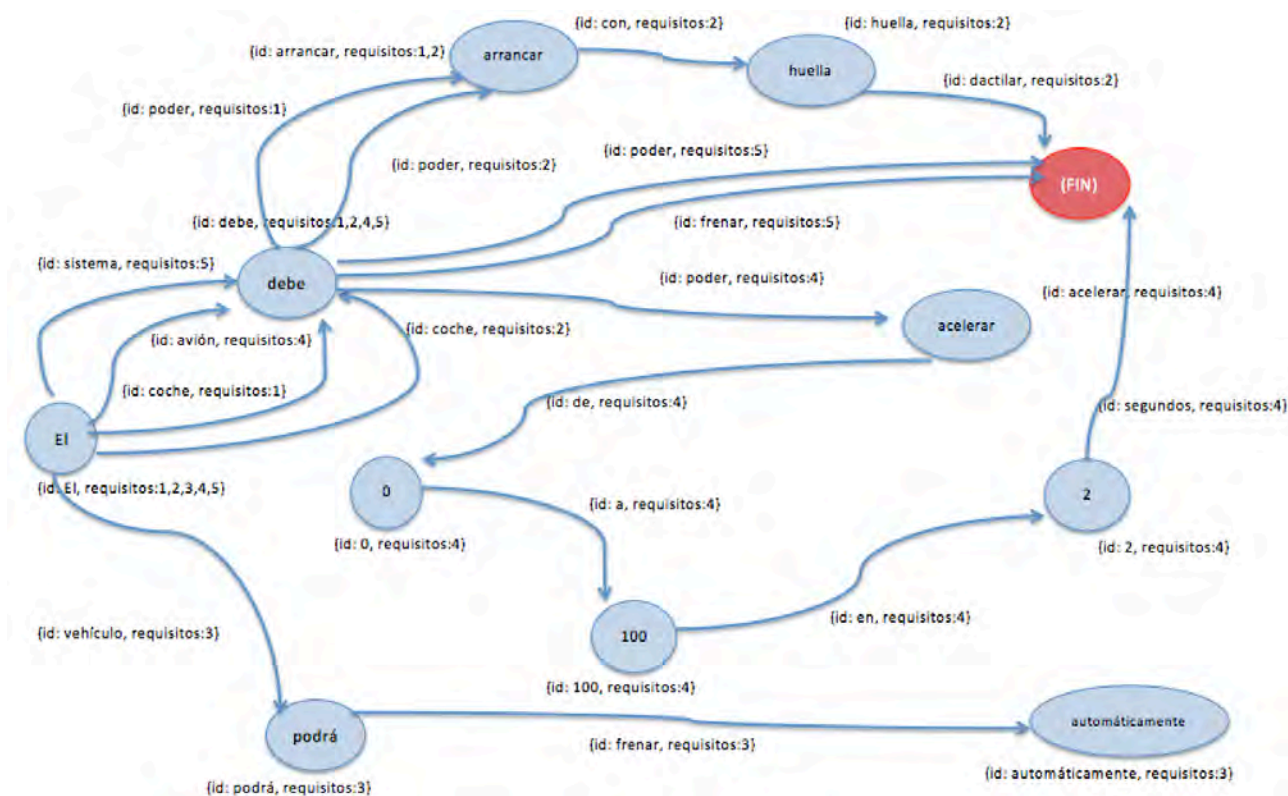 {id: con, requisitos:2}
{id: huella, requisitos:2}
{id: arrancar, requisitos:1,2}
arrancar
huella
{id: dactilar, requisitos:2}
{id: poder, requisitos:1}
{id: poder, requisitos:5}
{id: poder, requisitos:2}
(FIN)
{id: debe, requisitos:1,2,4,5}
{id: frenar, requisitos:5}
{id: sistema, requisitos:5}
debe
{id: poder, requisitos:4}
{id: acelerar, requisitos:4}
{id: coche, requisitos:2}
acelerar
{id: avión, requisitos:4}
{id: coche, requisitos:1}
{id: de, requisitos:4}
{id: segundos, requisitos:4}
El
{id: El, requisitos:1,2,3,4,5}
0
2
{id: a, requisitos:4}
{id: 0, requisitos:4}
{id: 2, requisitos:4}
{id: en, requisitos:4}
{id: vehículo, requisitos:3}
100
{id: 100, requisitos:4}
automáticamente
podrá
{id: frenar, requisitos:3}
{id: automáticamente, requisitos:3}
{id: podrá, requisitos:3}